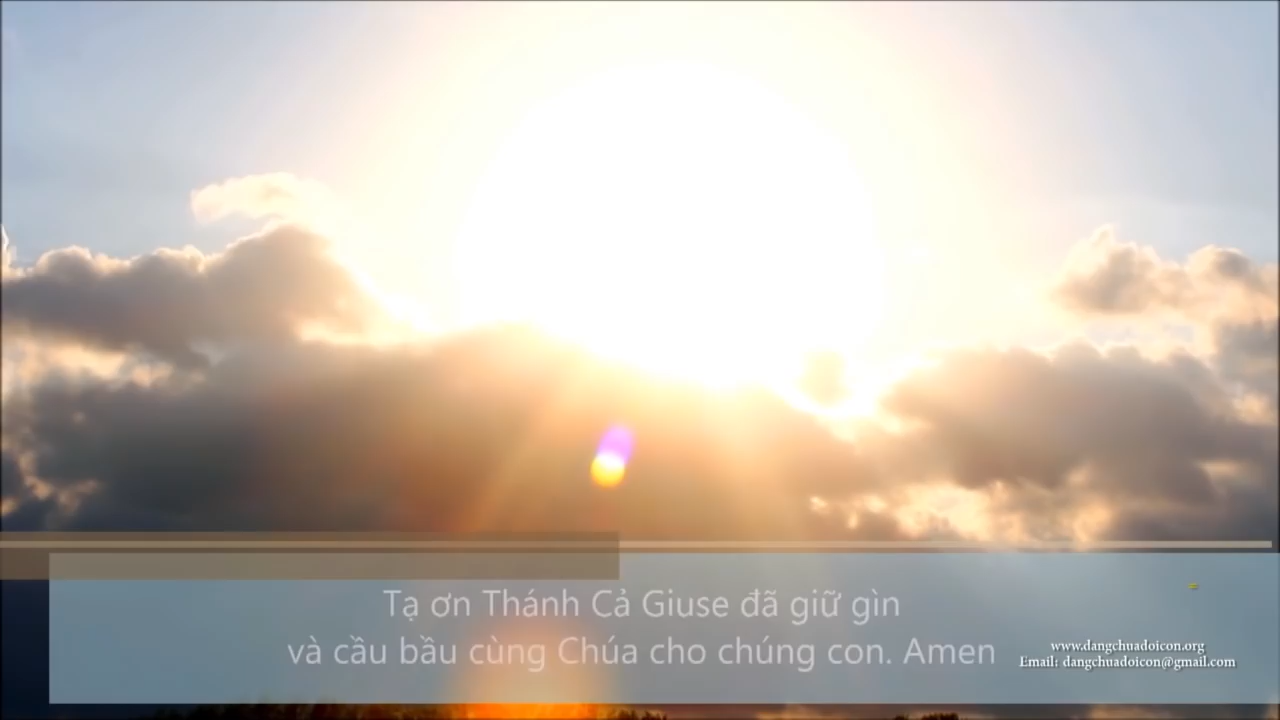 Tạ ơn Thánh Cả Giuse đã giữ gìn
và cầu bầu cùng Chúa cho chúng con. Amen
www.dangchuadoicon.org
Email: dangchuadoicon@gmail.com